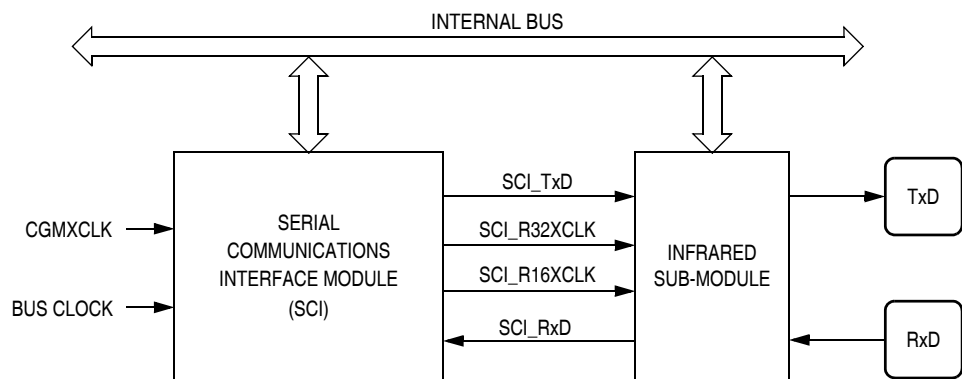 INTERNAL BUS
CGMXCLK
BUS CLOCK
SERIAL
COMMUNICATIONS
INTERFACE MODULE
(SCI)
SCI_TxD
SCI_R32XCLK
SCI_R16XCLK
SCI_RxD
INFRARED
SUB-MODULE
TxD
RxD